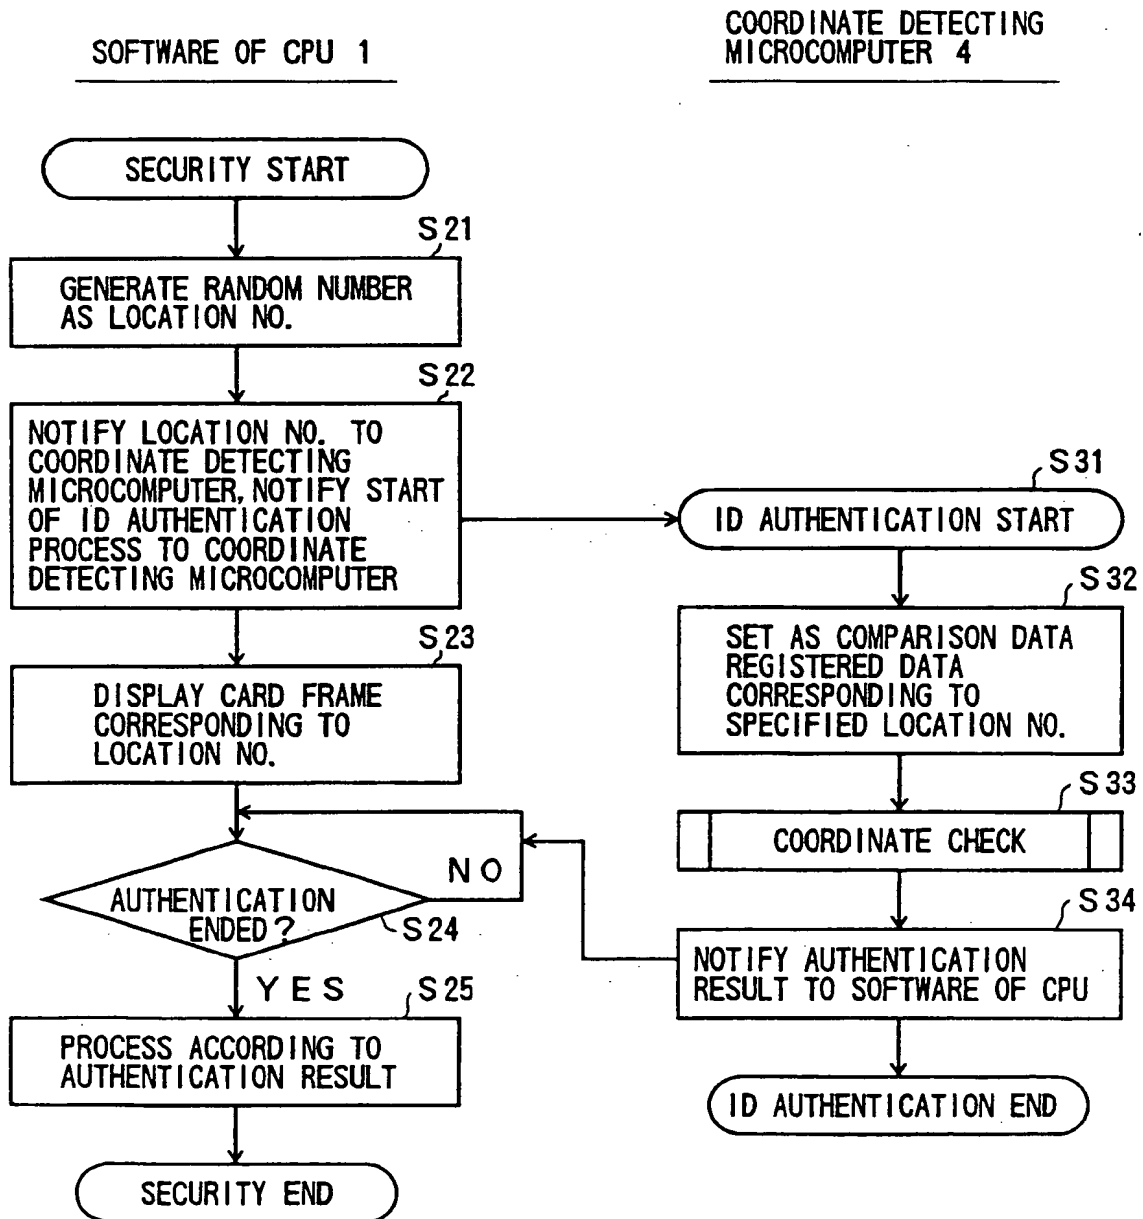 SOFTWARE OF CPU 1
COORDINATE DETECTING
MICROCOMPUTER 4
SECURITY START
S21
GENERATE RANDOM NUMBER
AS LOCATION NO.
S22
NOTIFY LOCATION NO. TO
COORDINATE DETECTING
MICROCOMPUTER, NOTIFY START
OF ID AUTHENTICATION
PROCESS TO COORDINATE
DETECTING MICROCOMPUTER
S31
ID AUTHENTICATION START
S32
SET AS COMPARISON DATA
REGISTERED DATA
CORRESPONDING TO
SPECIFIED LOCATION NO.
S23
DISPLAY CARD FRAME
CORRESPONDING TO
LOCATION NO.
S33
COORDINATE CHECK
NO
AUTHENTICATION
ENDED?
S24
S34
NOTIFY AUTHENTICATION
RESULT TO SOFTWARE OF CPU
YES
S25
PROCESS ACCORDING TO
AUTHENTICATION RESULT
ID AUTHENTICATION END
SECURITY END